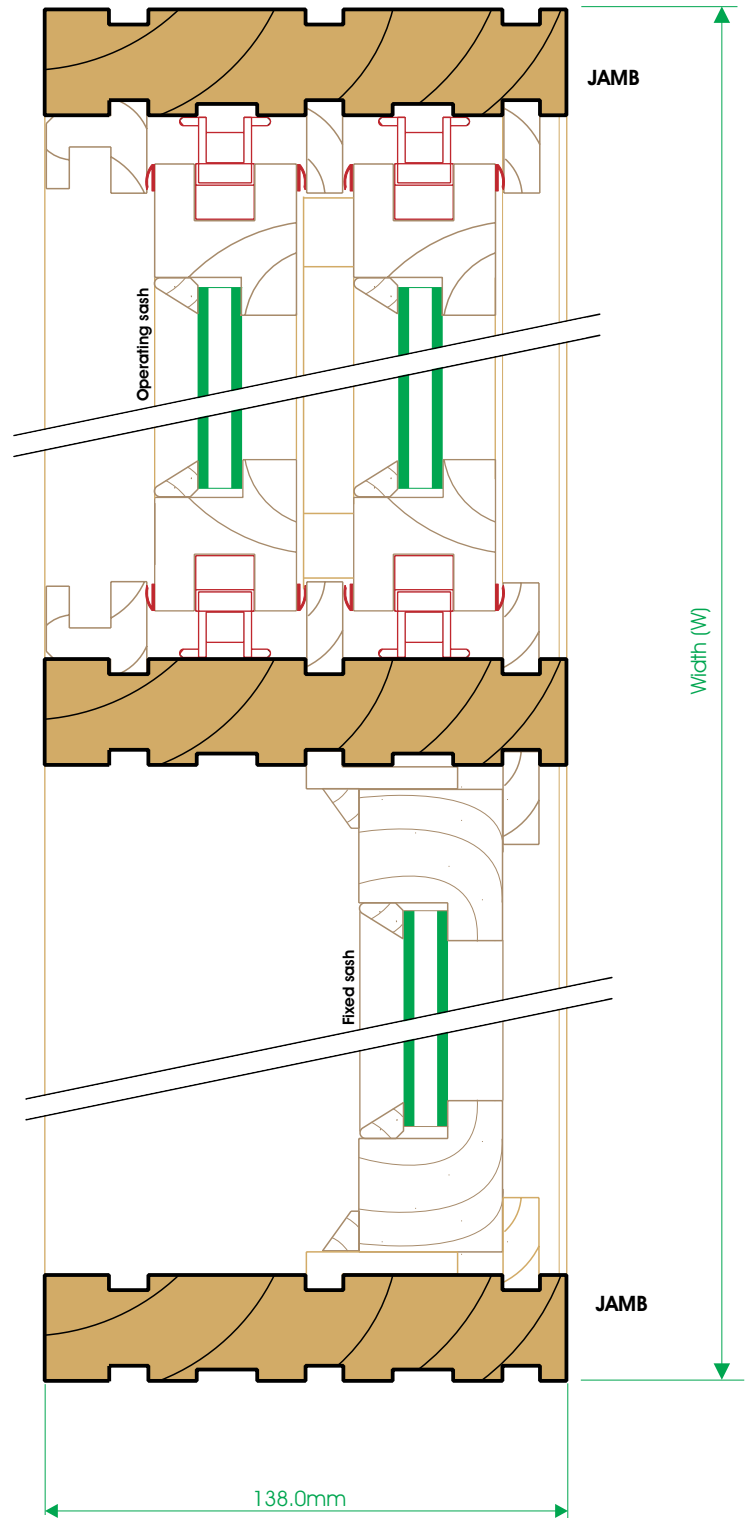 JAMB
Operating sash
Width (W)
Fixed sash
JAMB
138.0mm